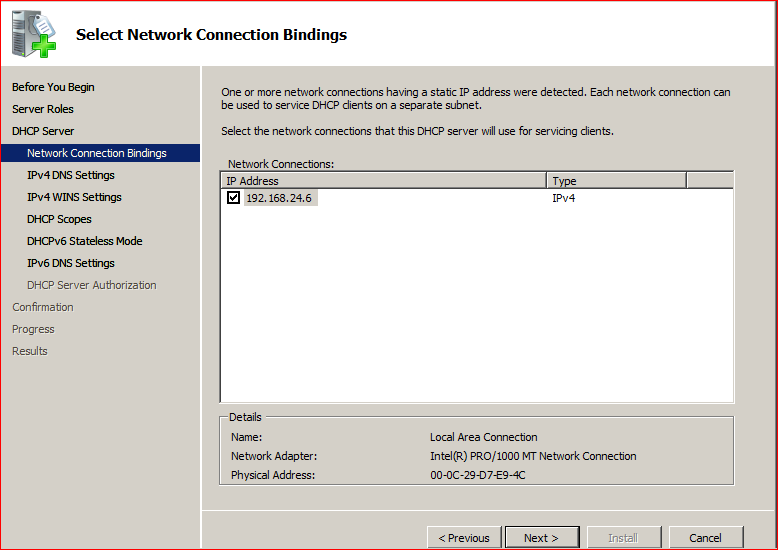 Select Network Connection Bindings
Before You Begin
Server Roles
DHCP Server
Network Connection Bindings
IPv4 DNS Settings
IPv4 WINS Settings
DHCP Scopes
DHCPv6 Stateless Mode
IPv6 DNS Settings
DHCP Server Authorization
Confirmation
Progress
Results
One or more network connections having a static IP address were detected. Each network connection can
be used to service DHCP clients on a separate subnet.
Select the network connections that this DHCP server will use for servicing clients.
Network Connections:
IP Address Type
192.168.24.6 IPv4
Details
Name: Local Area Connection
Network Adapter: Intel(R) PRO/1000 MT Network Connection
Physical Address: 00-0C-29-D7-E9-4C
< Previous Next > Install Cancel